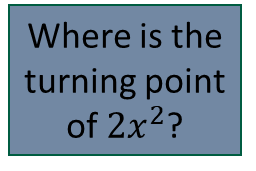 Where is the
turning point
of 2𝑥²?